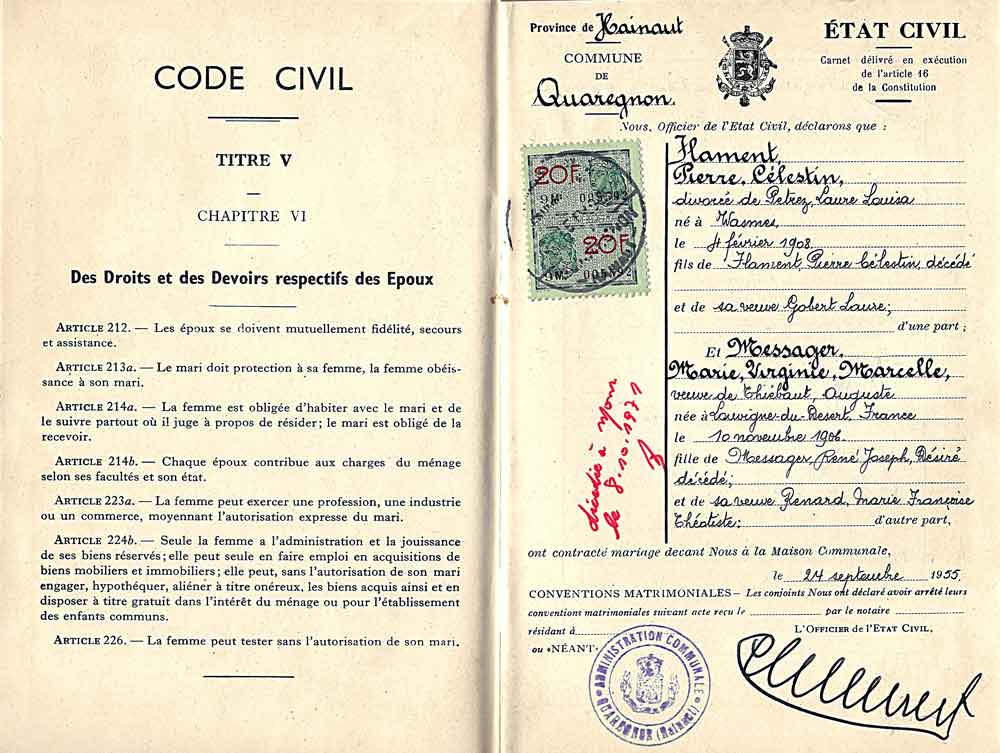 CODE CIVIL
TITRE V
CHAPITRE VI
Des Droits et des Devoirs respectifs des Epoux
ARTICLE 212. — Les époux se doivent mutuellement fidélité, secours
et assistance.
ARTICLE 213a. — Le mari doit protection à sa femme, la femme obéis-
sance à son mari.
ARTICLE 214a. — La femme est obligée d'habiter avec le mari et de
le suivre partout où il juge à propos de résider; le mari est obligé de la
recevoir.
ARTICLE 214b. — Chaque époux contribue aux charges du ménage
selon ses facultés et son état.
ARTICLE 223a. — La femme peut exercer une profession, une industrie
ou un commerce, moyennant l'autorisation expresse du mari.
ARTICLE 224b. — Seule la femme a l'administration et la jouissance
de ses biens réservés; elle peut seule en faire emploi en acquisitions de
biens mobiliers et immobiliers; elle peut, sans l'autorisation de son mari
engager, hypothéquer, aliéner à titre onéreux, les biens acquis ainsi et en
disposer à titre gratuit dans l'intérêt du ménage ou pour l'établissement
des enfants communs.
ARTICLE 226. — La femme peut tester sans l'autorisation de son mari.
Province de Hainaut
COMMUNE
DE
Quaregnon.
ÉTAT CIVIL
Carnet délivré en exécution
de l'article 16
de la Constitution
Nous, Officier de l'Etat Civil, déclarons que :
20F
20F
Flament,
Pierre, Célestin,
divorcé de Petrez, Laure Louisa
né à Wasmes,
le 4 février 1908.
fils de Flament, Pierre Célestin, décédé
et de sa veuve Gobert Laure;
d'une part ;
Et Messager,
Marie, Virginie, Marcelle,
veuve de Thiébaut, Auguste
née à Louvigné-du-Désert, France
le 10 novembre 1906.
fille de Messager, René Joseph, Désiré
décédé;
et de sa veuve Renard, Marie Françoise
Théotiste: d'autre part,
le 8.10.1971
ont contracté mariage devant Nous à la Maison Communale,
le 24 septembre 1955.
CONVENTIONS MATRIMONIALES — Les conjoints Nous ont déclaré avoir arrêté leurs
conventions matrimoniales suivant acte reçu le par le notaire
résidant à
ou «NÉANT»
L'OFFICIER de l'ETAT CIVIL,
ADMINISTRATION COMMUNALE
QUAREGNON (Hainaut)